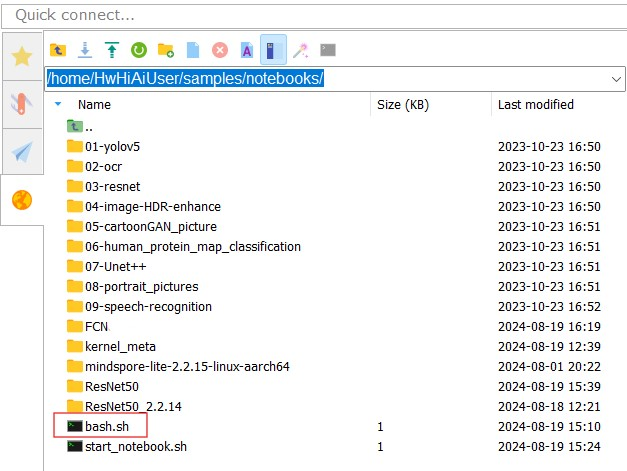 Quick connect...
/home/HwHiAiUser/samples/notebooks/
Name Size (KB) Last modified
..
01-yolov5 2023-10-23 16:50
02-ocr 2023-10-23 16:50
03-resnet 2023-10-23 16:50
04-image-HDR-enhance 2023-10-23 16:50
05-cartoonGAN_picture 2023-10-23 16:51
06-human_protein_map_classification 2023-10-23 16:51
07-Unet++ 2023-10-23 16:51
08-portrait_pictures 2023-10-23 16:51
09-speech-recognition 2023-10-23 16:52
FCN 2024-08-19 16:19
kernel_meta 2024-08-19 12:39
mindspore-lite-2.2.15-linux-aarch64 2024-08-01 20:22
ResNet50 2024-08-19 15:39
ResNet50_2.2.14 2024-08-18 12:21
bash.sh 1 2024-08-19 15:10
start_notebook.sh 1 2024-08-19 15:24